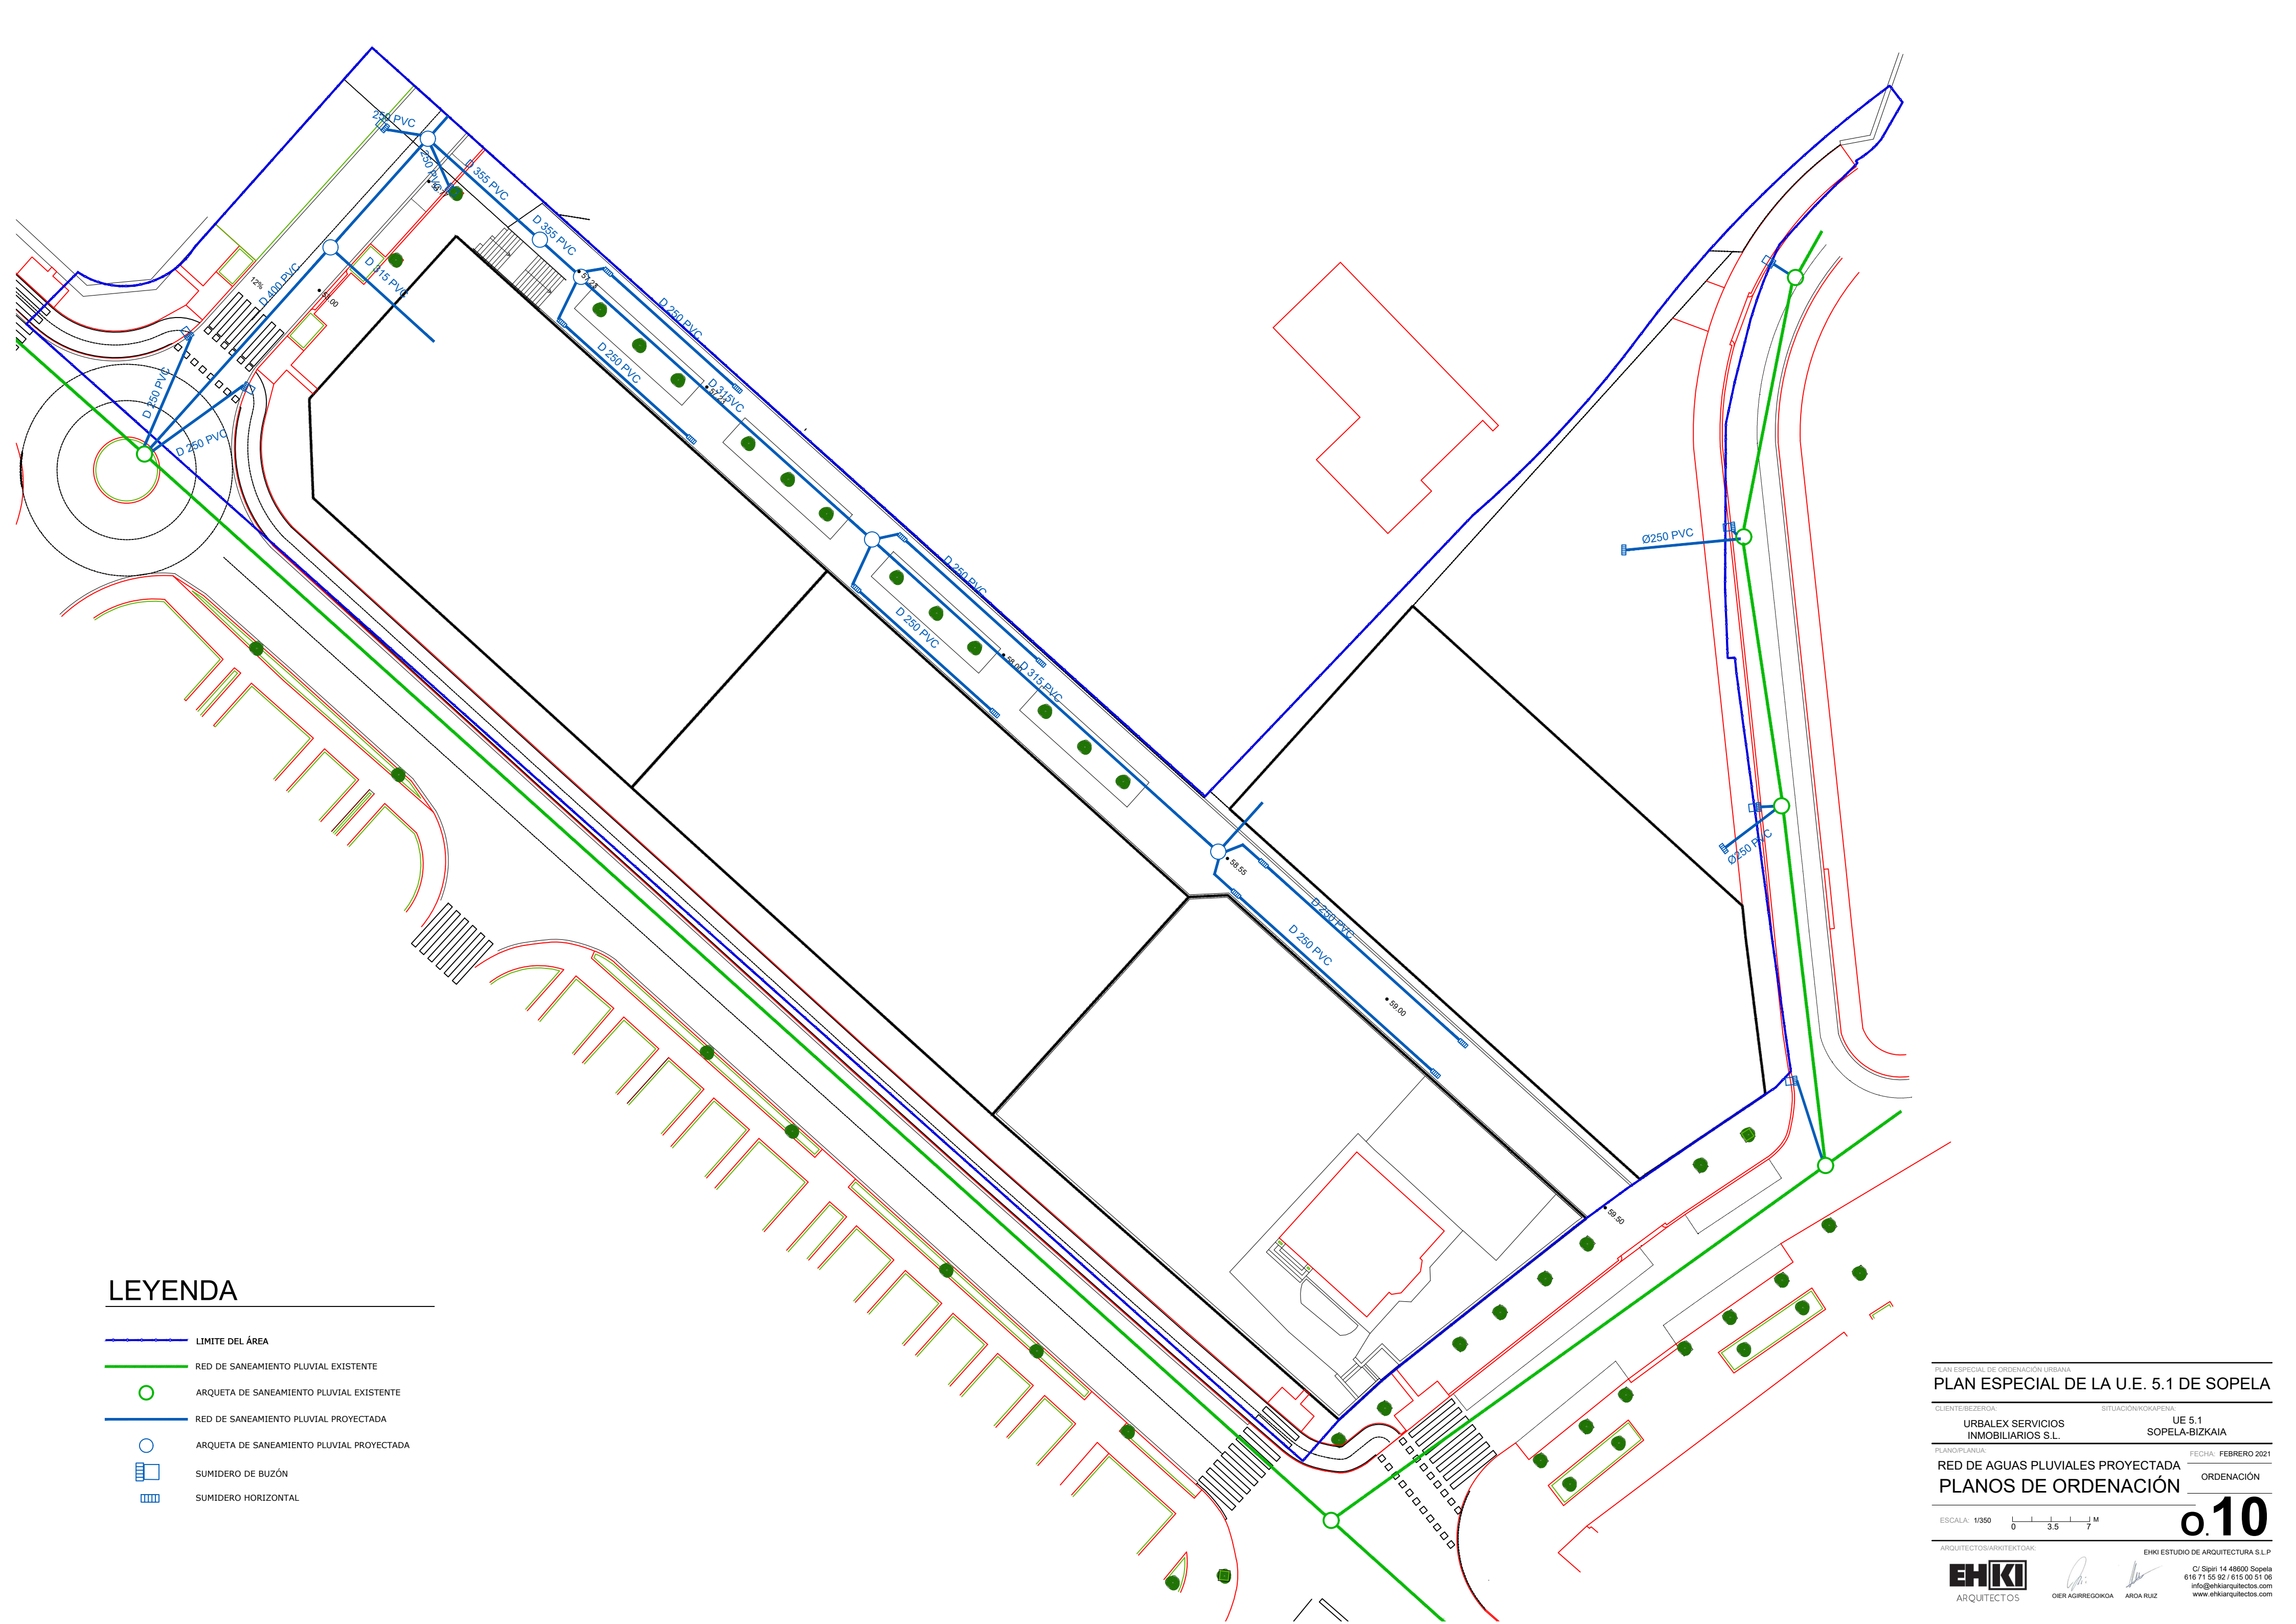 250 PVC
250 PVC
D 355 PVC
D 355 PVC
D 400 PVC
D 315 PVC
12%
53.00
D 250 PVC
D 250 PVC
57.23
D 250 PVC
D 250 PVC
D 315VC
D 250 PVC
D 250 PVC
D 315 PVC
58.55
D 250 PVC
D 250 PVC
59.00
59.50
Ø250 PVC
Ø250 PVC
LEYENDA
LIMITE DEL ÁREA
RED DE SANEAMIENTO PLUVIAL EXISTENTE
ARQUETA DE SANEAMIENTO PLUVIAL EXISTENTE
RED DE SANEAMIENTO PLUVIAL PROYECTADA
ARQUETA DE SANEAMIENTO PLUVIAL PROYECTADA
SUMIDERO DE BUZÓN
SUMIDERO HORIZONTAL
PLAN ESPECIAL DE ORDENACIÓN URBANA
PLAN ESPECIAL DE LA U.E. 5.1 DE SOPELA
CLIENTE/BEZEROA:
SITUACIÓN/KOKAPENA:
URBALEX SERVICIOS
INMOBILIARIOS S.L.
UE 5.1
SOPELA-BIZKAIA
PLANO/PLANUA:
FECHA: FEBRERO 2021
RED DE AGUAS PLUVIALES PROYECTADA
PLANOS DE ORDENACIÓN
ORDENACIÓN
O.10
ESCALA: 1/350
0 3.5 7 M
ARQUITECTOS/ARKITEKTOAK:
EHKI ESTUDIO DE ARQUITECTURA S.L.P
EHKI
ARQUITECTOS
OIER AGIRREGOIKOA
AROA RUIZ
C/ Sipiri 14 48600 Sopela
616 71 55 92 / 615 00 51 06
info@ehkiarquitectos.com
www.ehkiarquitectos.com